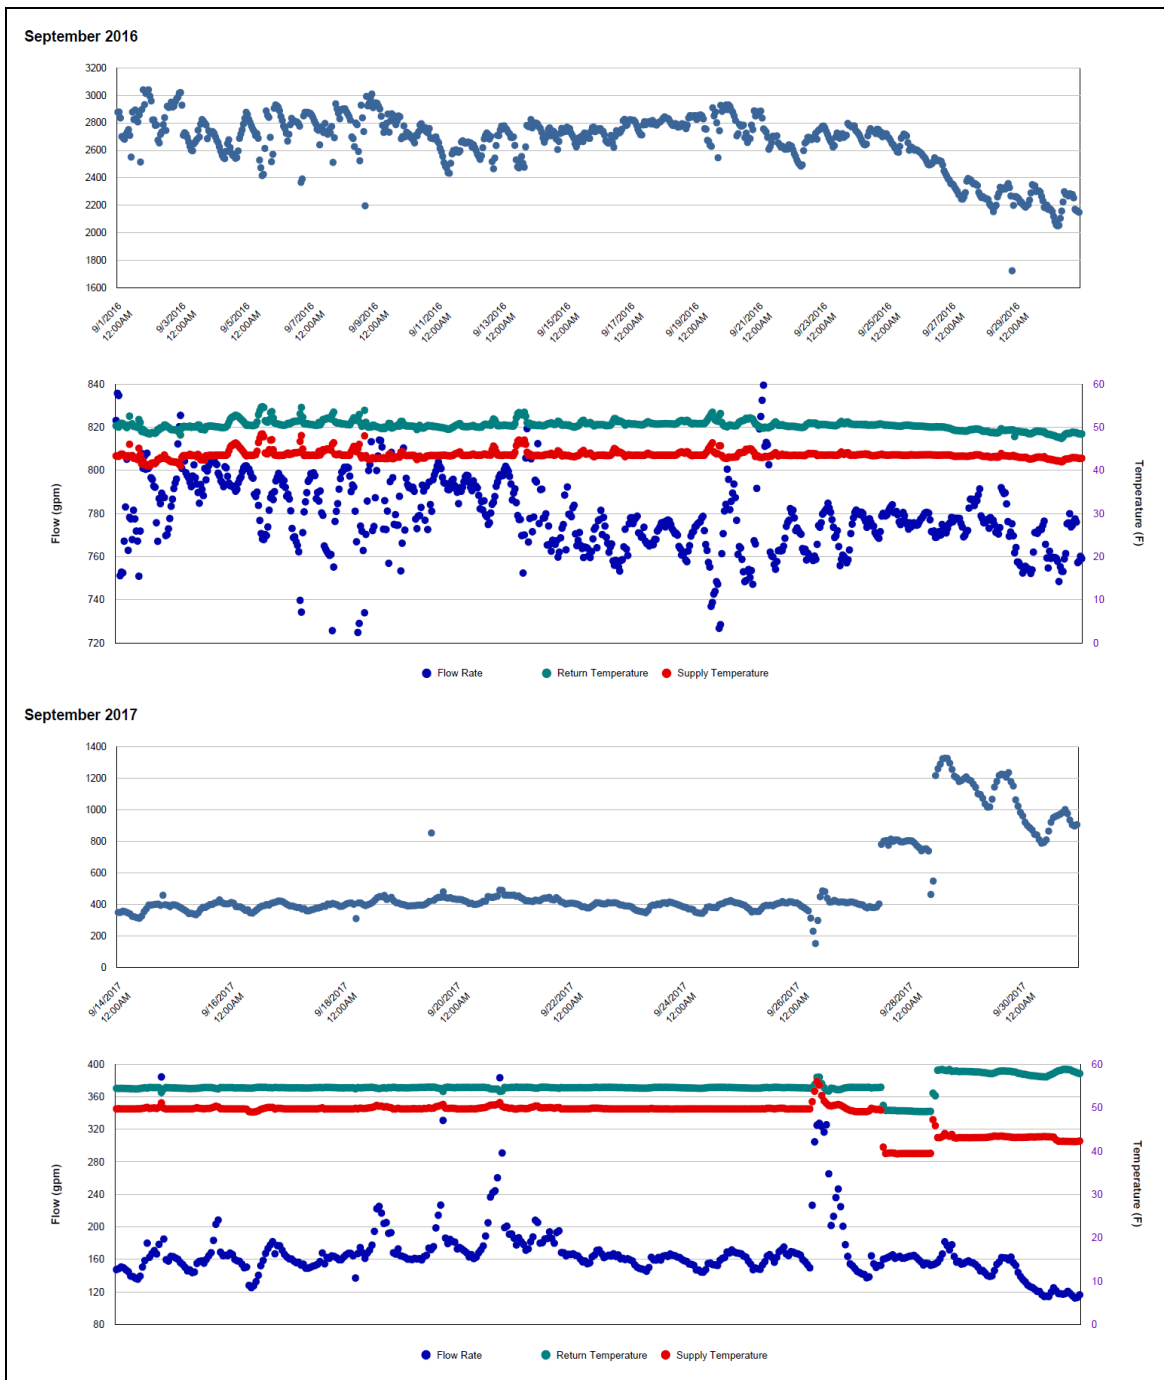 September 2016
3200
3000
2800
2600
2400
2200
2000
1800
1600
9/1/2016 12:00AM
9/3/2016 12:00AM
9/5/2016 12:00AM
9/7/2016 12:00AM
9/9/2016 12:00AM
9/11/2016 12:00AM
9/13/2016 12:00AM
9/15/2016 12:00AM
9/17/2016 12:00AM
9/19/2016 12:00AM
9/21/2016 12:00AM
9/23/2016 12:00AM
9/25/2016 12:00AM
9/27/2016 12:00AM
9/29/2016 12:00AM
Flow (gpm)
840
820
800
780
760
740
720
60
50
40
30
20
10
0
Temperature (F)
Flow Rate
Return Temperature
Supply Temperature
September 2017
1400
1200
1000
800
600
400
200
0
9/14/2017 12:00AM
9/16/2017 12:00AM
9/18/2017 12:00AM
9/20/2017 12:00AM
9/22/2017 12:00AM
9/24/2017 12:00AM
9/26/2017 12:00AM
9/28/2017 12:00AM
9/30/2017 12:00AM
Flow (gpm)
400
360
320
280
240
200
160
120
80
60
50
40
30
20
10
0
Temperature (F)
Flow Rate
Return Temperature
Supply Temperature